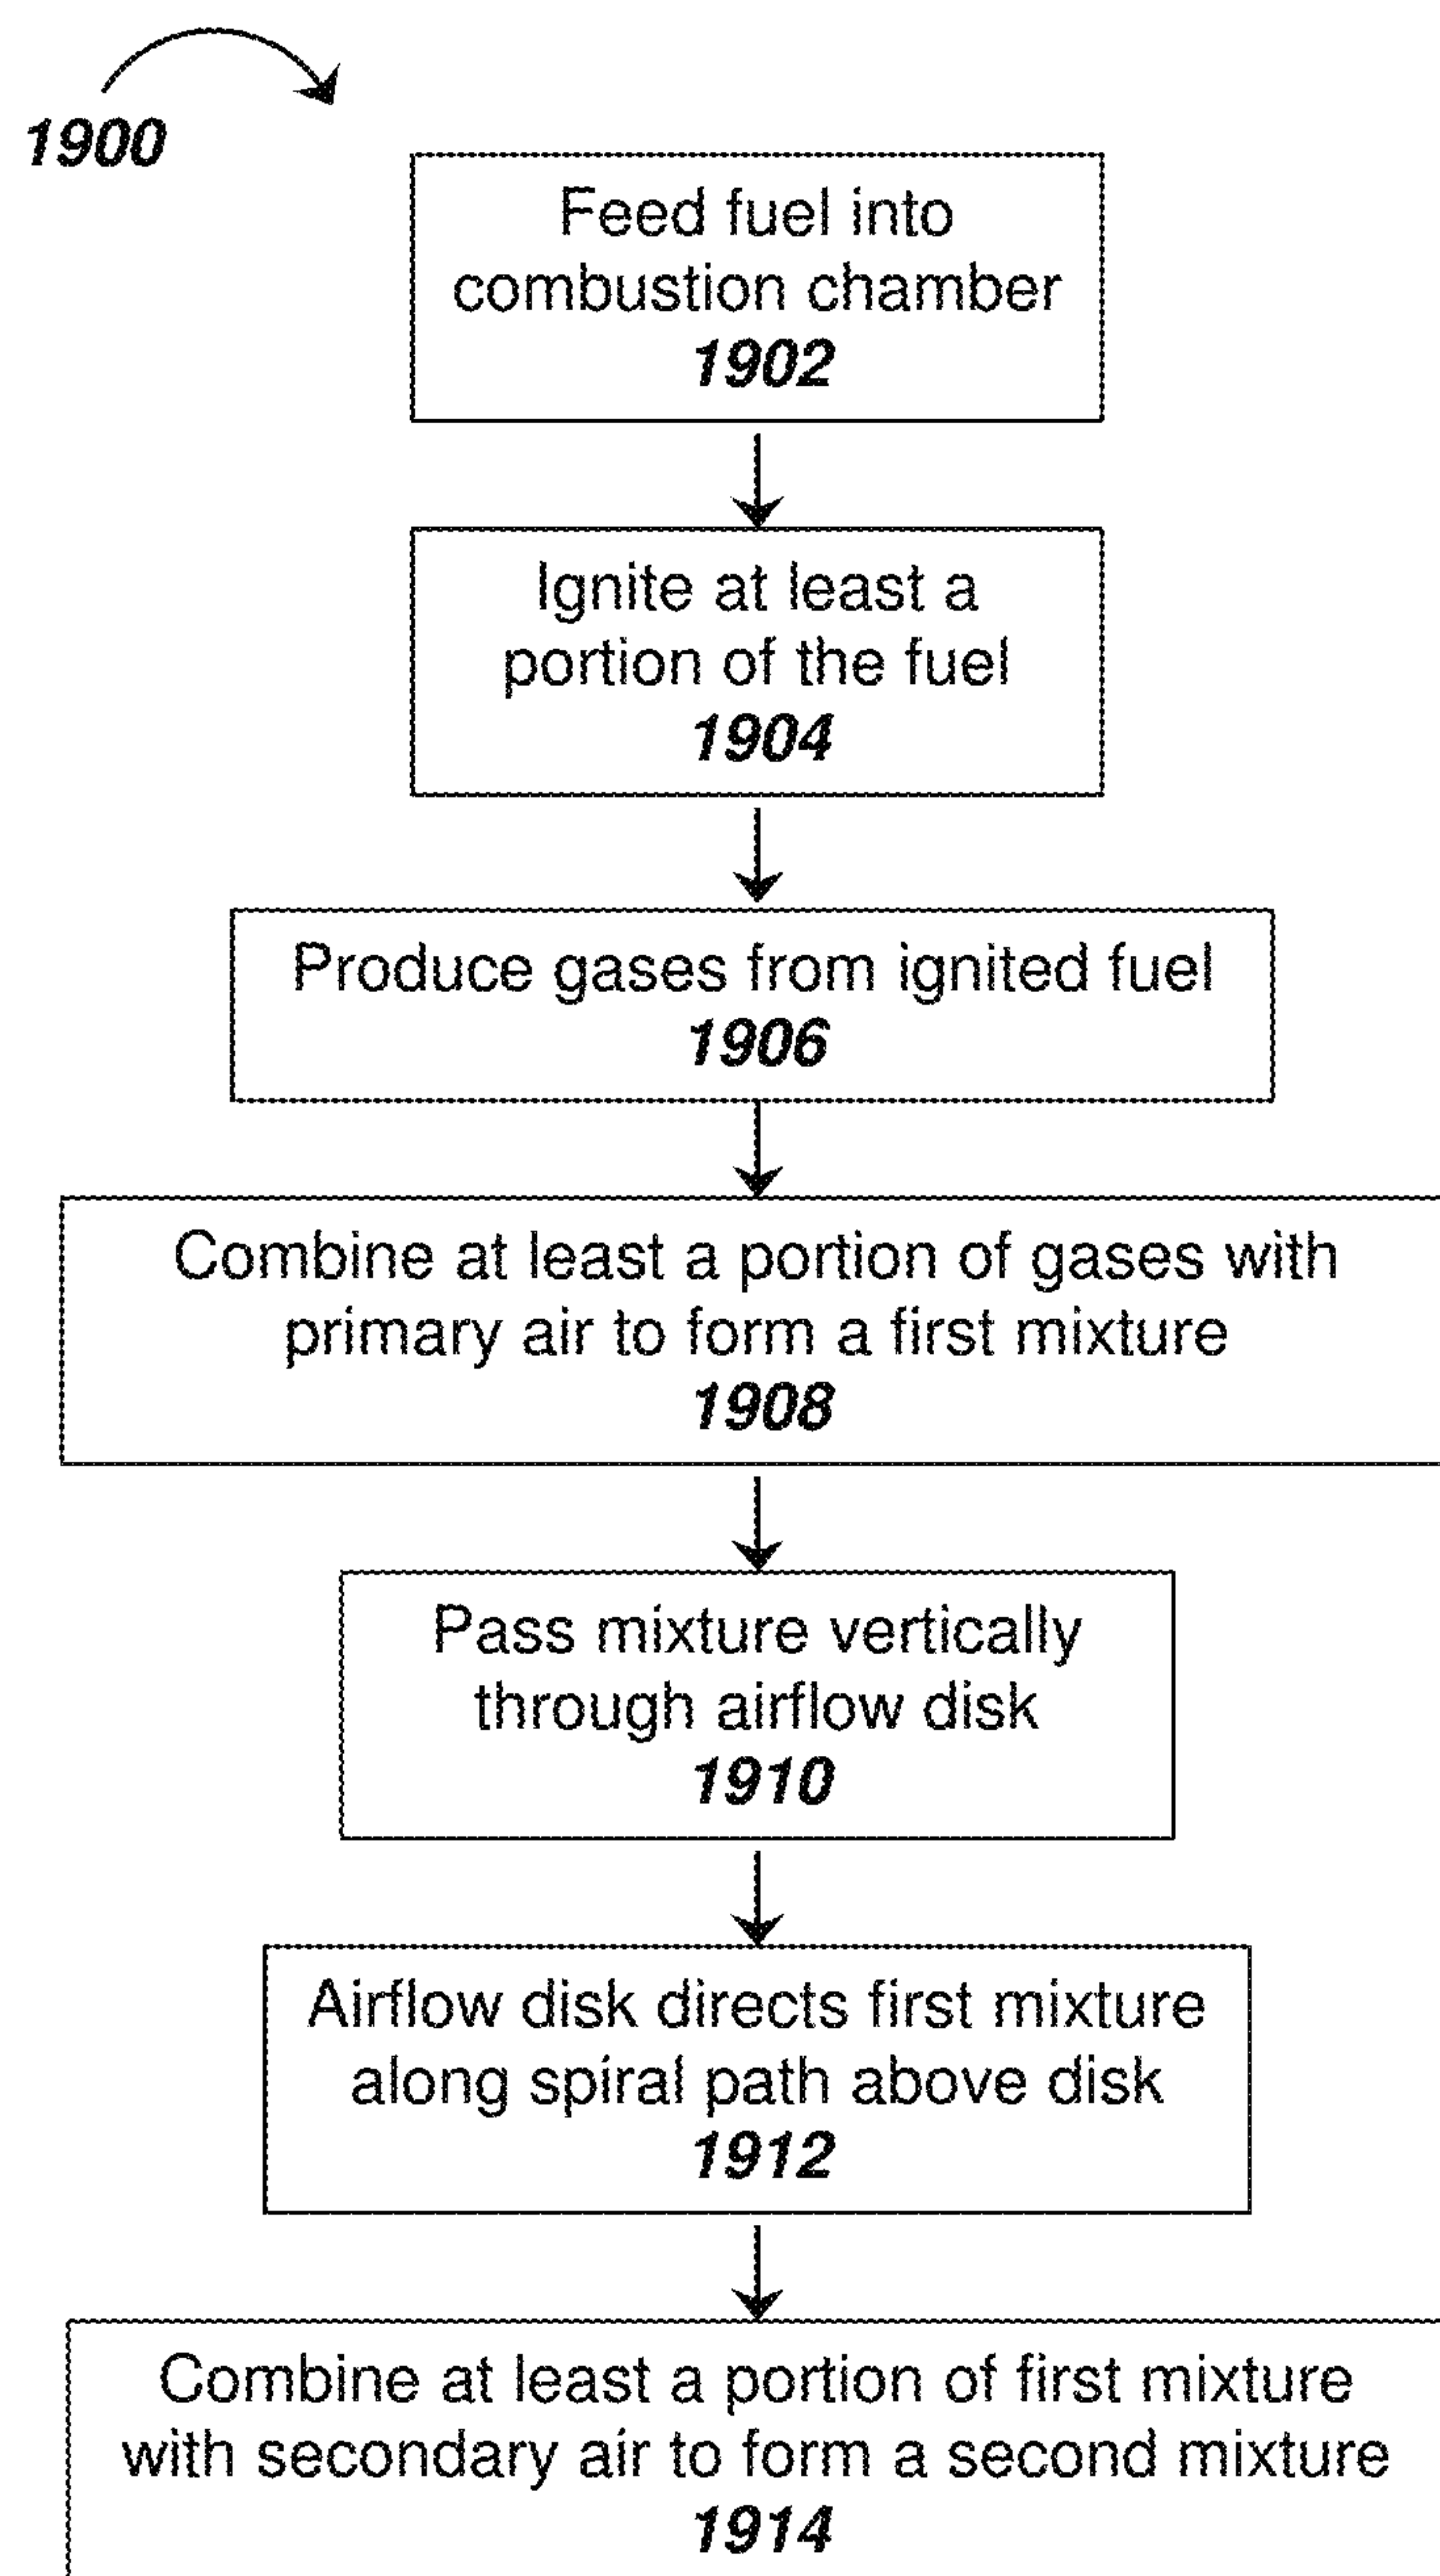 1900
Feed fuel into
combustion chamber
1902
Ignite at least a
portion of the fuel
1904
Produce gases from ignited fuel
1906
Combine at least a portion of gases with
primary air to form a first mixture
1908
Pass mixture vertically
through airflow disk
1910
Airflow disk directs first mixture
along spiral path above disk
1912
Combine at least a portion of first mixture
with secondary air to form a second mixture
1914